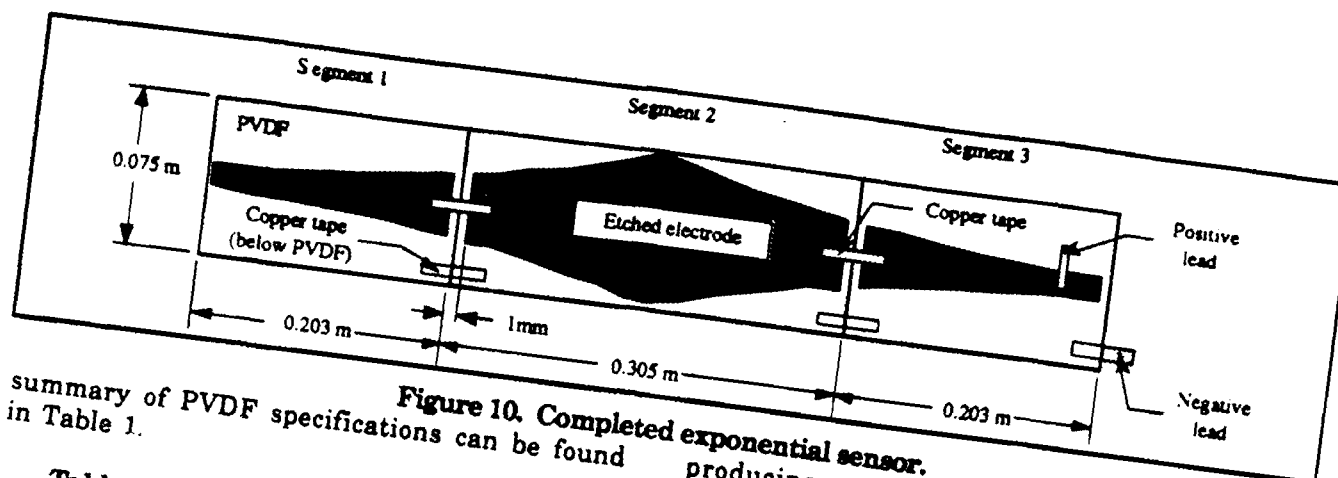 Segment 1
Segment 2
Segment 3
PVDF
0.075 m
Copper tape
(below PVDF)
Etched electrode
Copper tape
Positive
lead
0.203 m
1mm
0.305 m
0.203 m
Negative
lead
Figure 10. Completed exponential sensor.
summary of PVDF specifications can be found
in Table 1.